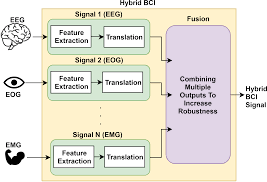 Hybrid BCI
EEG
Signal 1 (EEG)
Feature
Extraction
Translation
Fusion
EOG
Signal 2 (EOG)
Feature
Extraction
Translation
Combining
Multiple
Outputs To
Increase
Robustness
Hybrid
BCI
Signal
EMG
Signal N (EMG)
Feature
Extraction
Translation